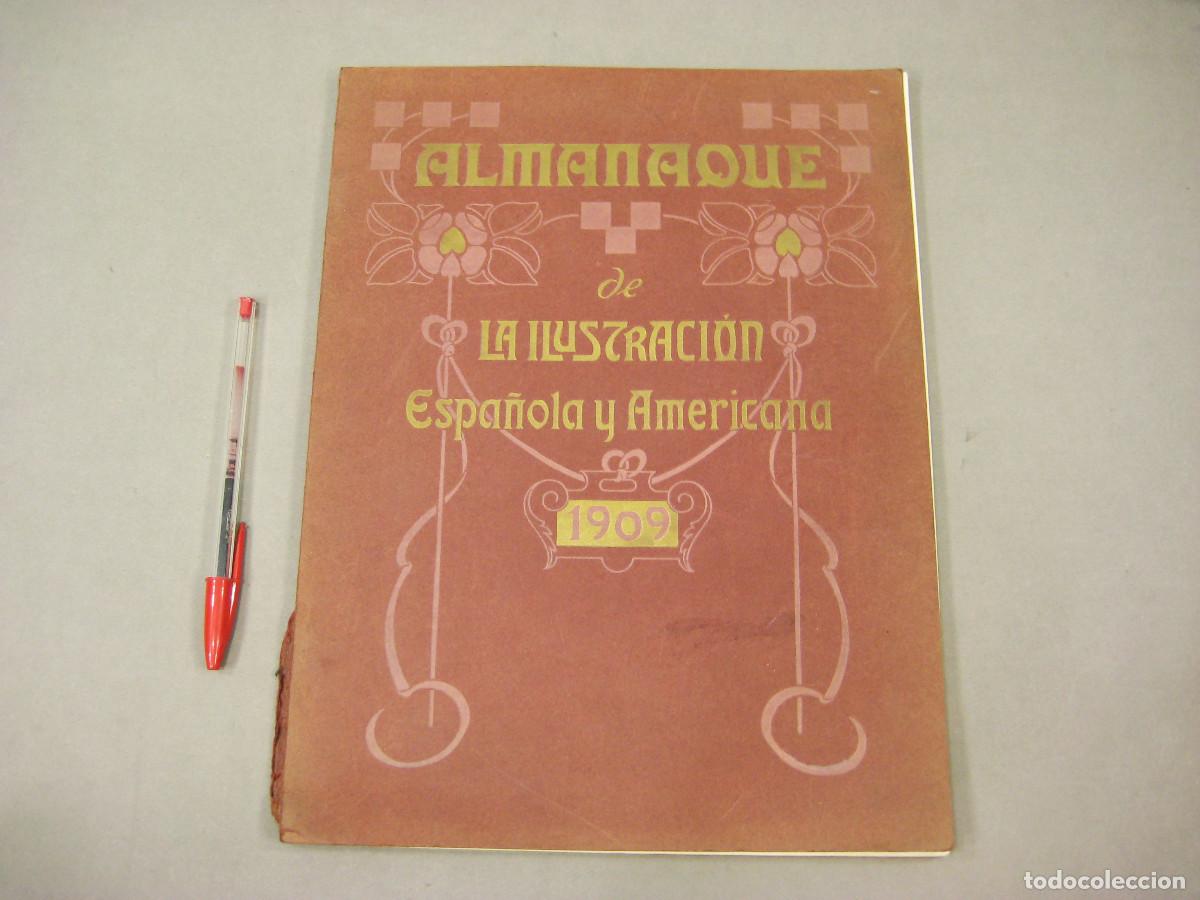 ALMANAQUE
de
LA ILUSTRACIÓN
Española y Americana
1909
todocoleccion